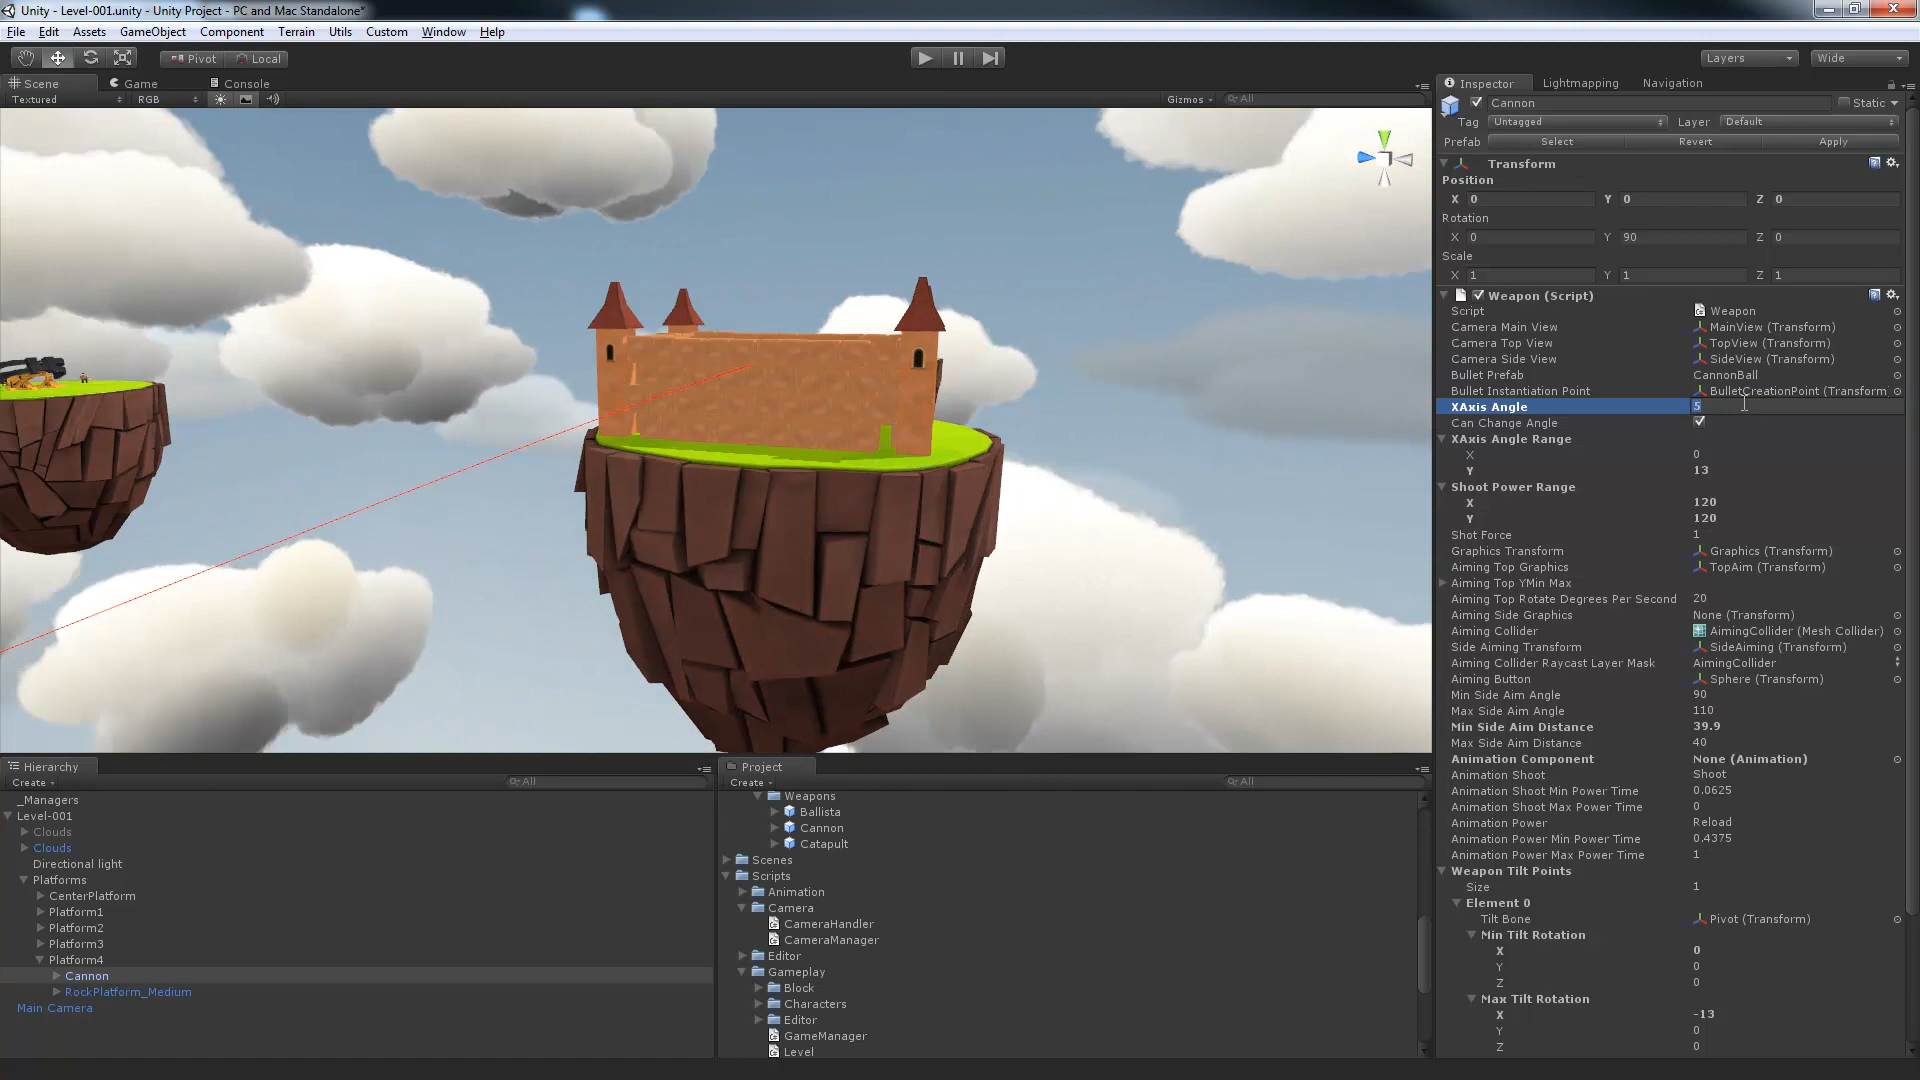 Unity - Level-001.unity - Unity Project - PC and Mac Standalone*
File Edit Assets GameObject Component Terrain Utils Custom Window Help
Pivot Local Layers Wide
Scene Game Console
Textured RGB Gizmos All
Inspector Lightmapping Navigation
Cannon Static
Tag Untagged Layer Default
Prefab Select Revert Apply
Transform
Position
X 0 Y 0 Z 0
Rotation
X 0 Y 90 Z 0
Scale
X 1 Y 1 Z 1
Weapon (Script)
Script Weapon
Camera Main View MainView (Transform)
Camera Top View TopView (Transform)
Camera Side View SideView (Transform)
Bullet Prefab CannonBall
Bullet Instantiation Point BulletCreationPoint (Transform)
XAxis Angle 5
Can Change Angle
XAxis Angle Range
X 0
Y 13
Shoot Power Range
X 120
Y 120
Shot Force 1
Graphics Transform Graphics (Transform)
Aiming Top Graphics TopAim (Transform)
Aiming Top YMin Max
Aiming Top Rotate Degrees Per Second 20
Aiming Side Graphics None (Transform)
Aiming Collider AimingCollider (Mesh Collider)
Side Aiming Transform SideAiming (Transform)
Aiming Collider Raycast Layer Mask AimingCollider
Aiming Button Sphere (Transform)
Min Side Aim Angle 90
Max Side Aim Angle 110
Min Side Aim Distance 39.9
Max Side Aim Distance 40
Animation Component None (Animation)
Animation Shoot Shoot
Animation Shoot Min Power Time 0.0625
Animation Shoot Max Power Time 0
Animation Power Reload
Animation Power Min Power Time 0.4375
Animation Power Max Power Time 1
Weapon Tilt Points
Size 1
Element 0
Tilt Bone Pivot (Transform)
Min Tilt Rotation
X 0
Y 0
Z 0
Max Tilt Rotation
X -13
Y 0
Z 0
Hierarchy
Create All
_Managers
Level-001
Clouds
Clouds
Directional light
Platforms
CenterPlatform
Platform1
Platform2
Platform3
Platform4
Cannon
RockPlatform_Medium
Main Camera
Project
Create All
Weapons
Ballista
Cannon
Catapult
Scenes
Scripts
Animation
Camera
CameraHandler
CameraManager
Editor
Gameplay
Block
Characters
Editor
GameManager
Level